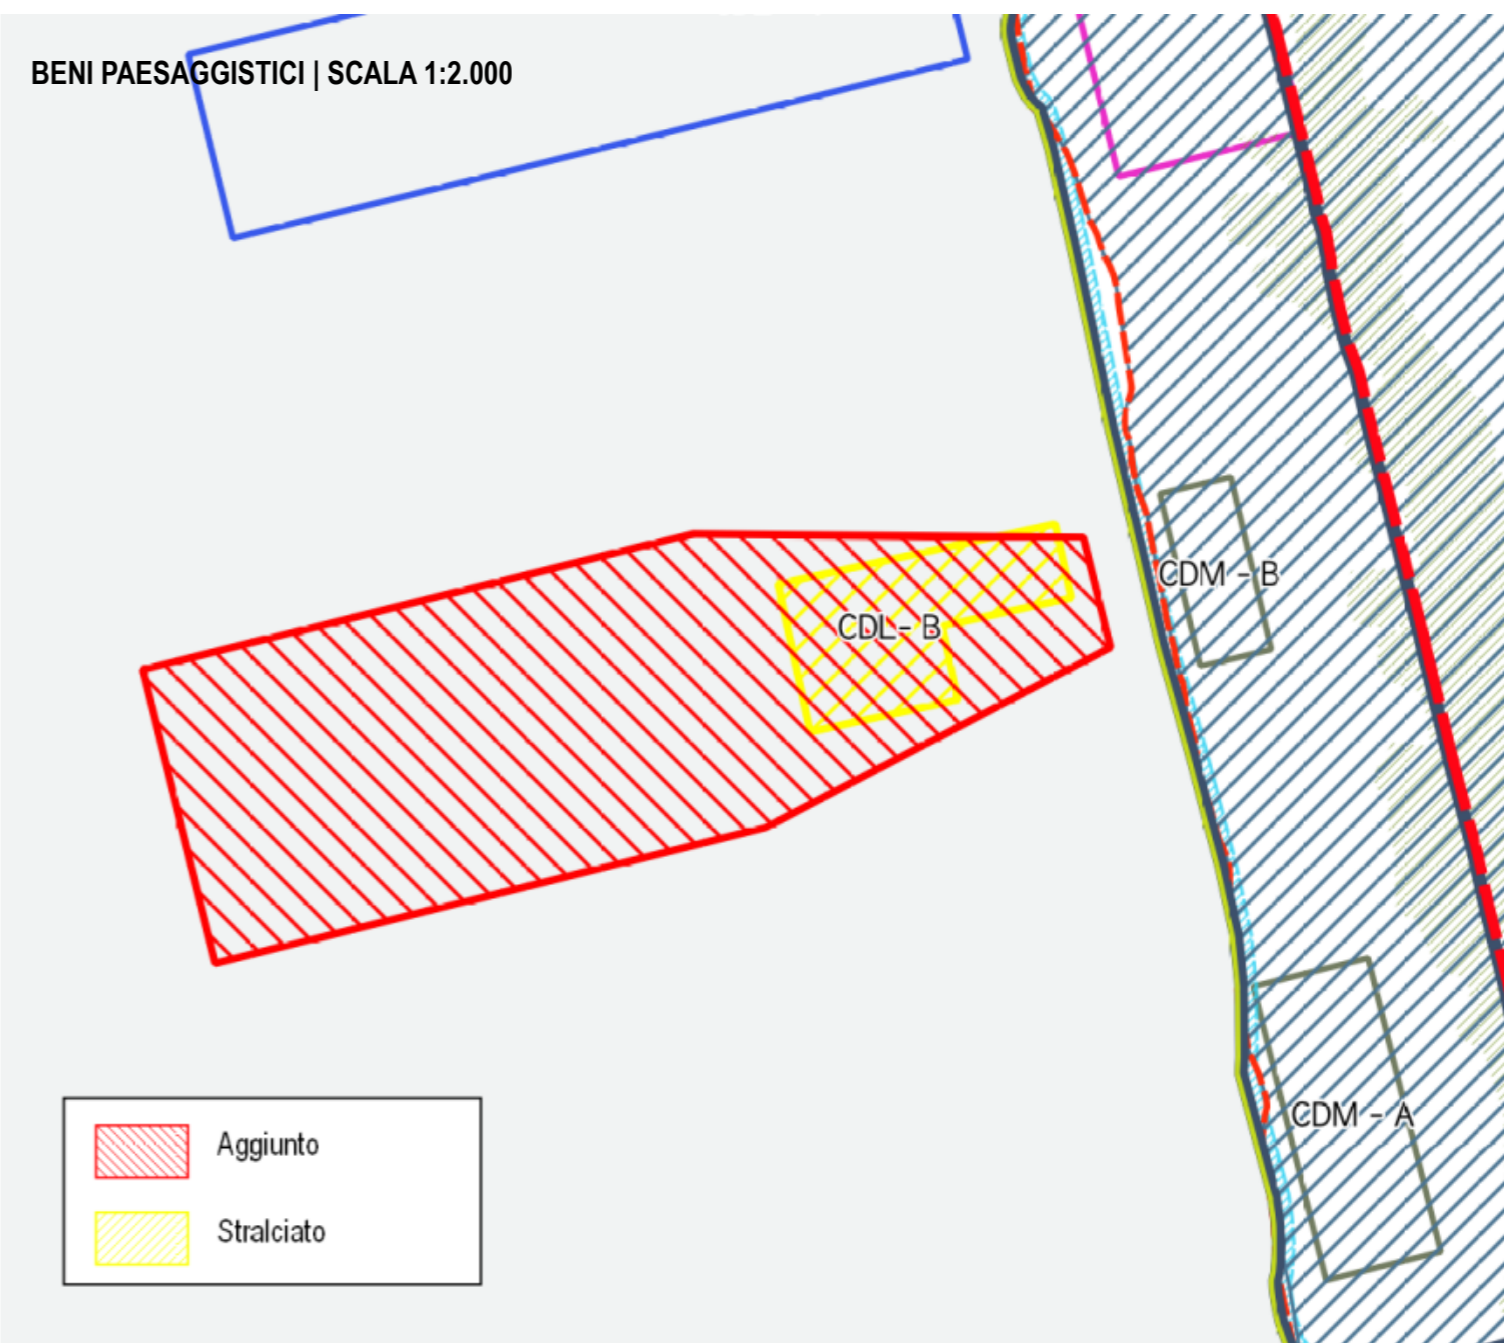 BENI PAESAGGISTICI | SCALA 1:2.000
CDM - B
CDL- B
CDM - A
Aggiunto
Stralciato